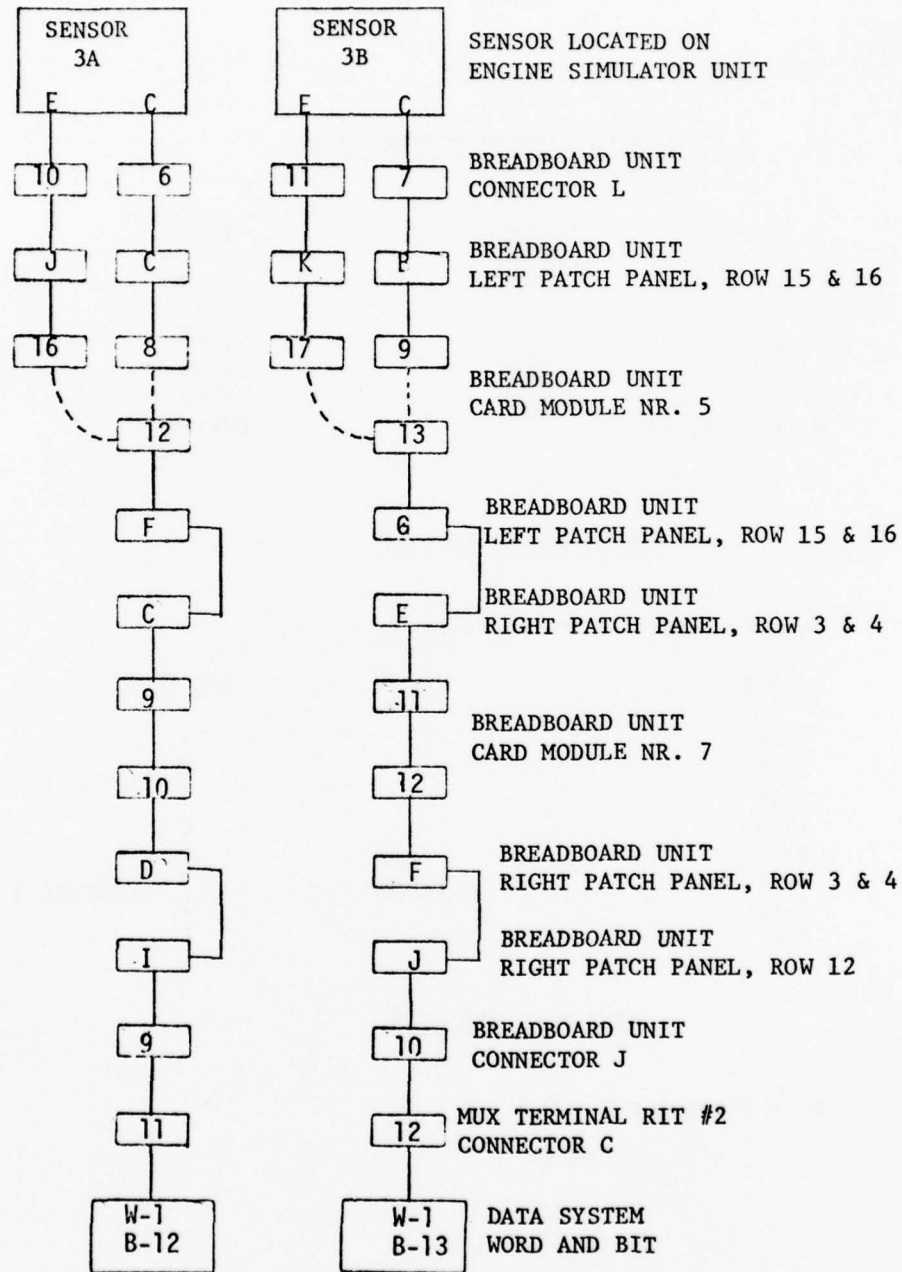 SENSOR
3A
SENSOR
3B
SENSOR LOCATED ON
ENGINE SIMULATOR UNIT
E C
E C
10 6 11 7
BREADBOARD UNIT
CONNECTOR L
J C K
BREADBOARD UNIT
LEFT PATCH PANEL, ROW 15 & 16
16 8 17 9
BREADBOARD UNIT
CARD MODULE NR. 5
12 13
F G
BREADBOARD UNIT
LEFT PATCH PANEL, ROW 15 & 16
C E
BREADBOARD UNIT
RIGHT PATCH PANEL, ROW 3 & 4
9 11
BREADBOARD UNIT
CARD MODULE NR. 7
10 12
D F
BREADBOARD UNIT
RIGHT PATCH PANEL, ROW 3 & 4
I J
BREADBOARD UNIT
RIGHT PATCH PANEL, ROW 12
9 10
BREADBOARD UNIT
CONNECTOR J
11 12
MUX TERMINAL RIT #2
CONNECTOR C
W-1
B-12
W-1
B-13
DATA SYSTEM
WORD AND BIT